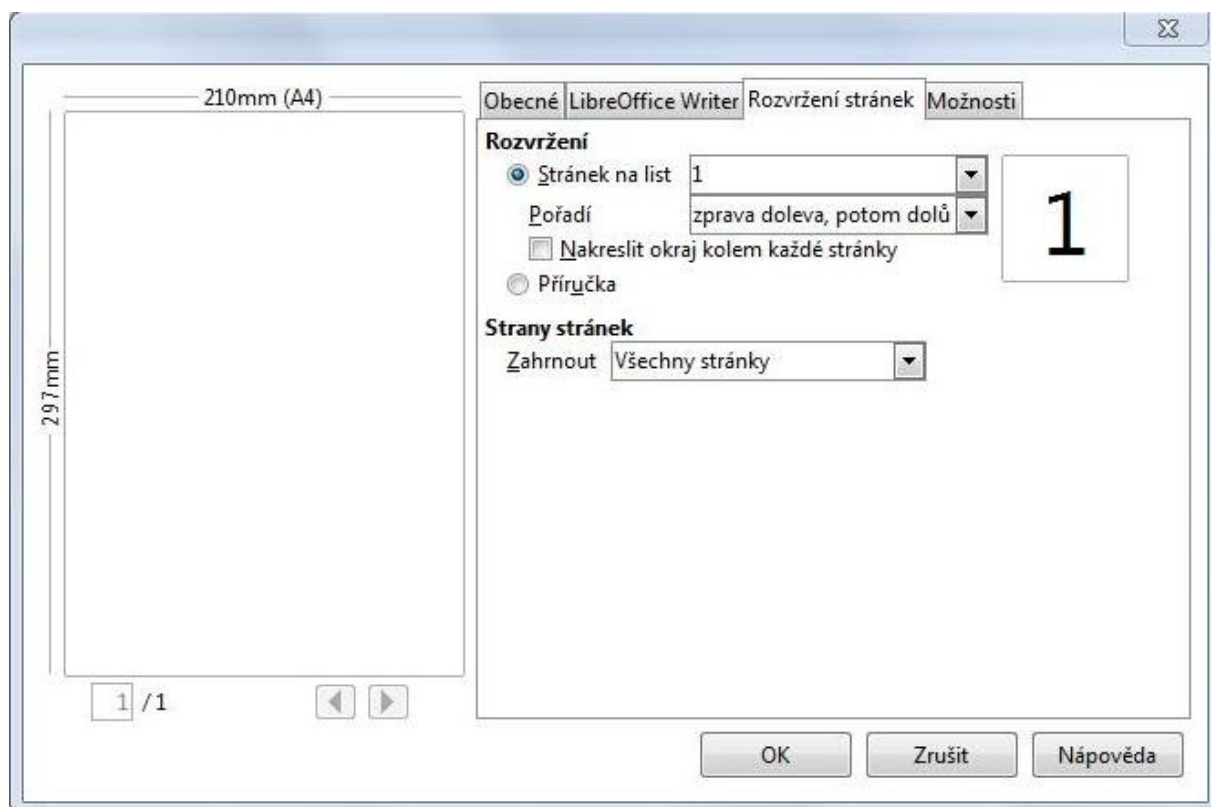 210mm (A4)
297mm
1 / 1
Obecné LibreOffice Writer Rozvržení stránek Možnosti
Rozvržení
Stránek na list 1
Pořadí zprava doleva, potom dolů
Nakreslit okraj kolem každé stránky
Příručka
1
Strany stránek
Zahrnout Všechny stránky
OK Zrušit Nápověda